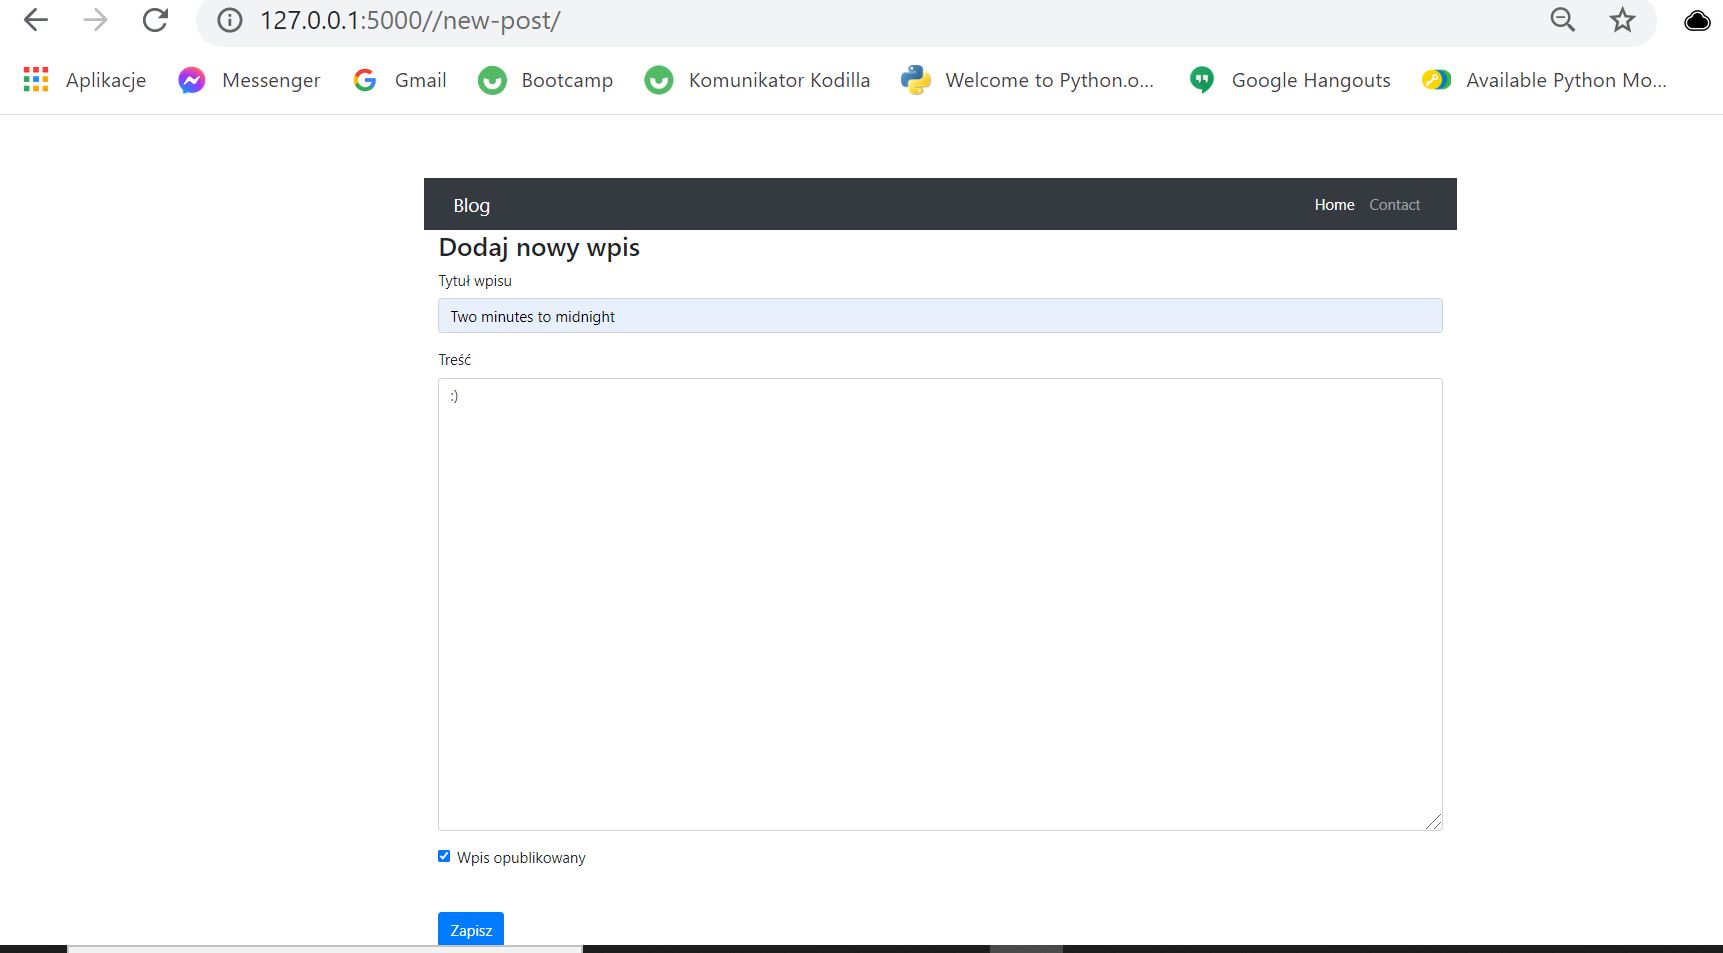 127.0.0.1:5000//new-post/
Aplikacje Messenger Gmail Bootcamp Komunikator Kodilla Welcome to Python.o... Google Hangouts Available Python Mo...
Blog Home Contact
Dodaj nowy wpis
Tytuł wpisu
Two minutes to midnight
Treść
:)
Wpis opublikowany
Zapisz